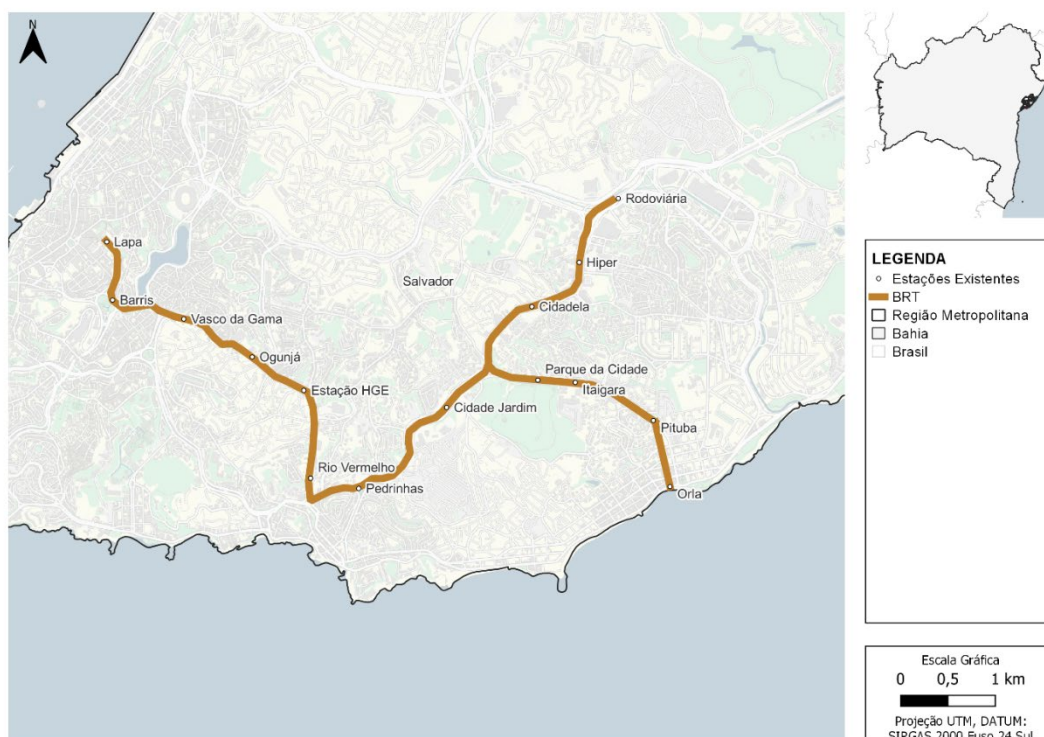 N
Rodoviária
Lapa
Hiper
Salvador
Barris
Cidadela
Vasco da Gama
Ogunjá
Parque da Cidade
Itaigara
Estação HGE
Cidade Jardim
Pituba
Rio Vermelho
Pedrinhas
Orla
LEGENDA
Estações Existentes
BRT
Região Metropolitana
Bahia
Brasil
Escala Gráfica
0 0,5 1 km
Projeção UTM, DATUM:
SIRGAS 2000 Fuso 24 Sul